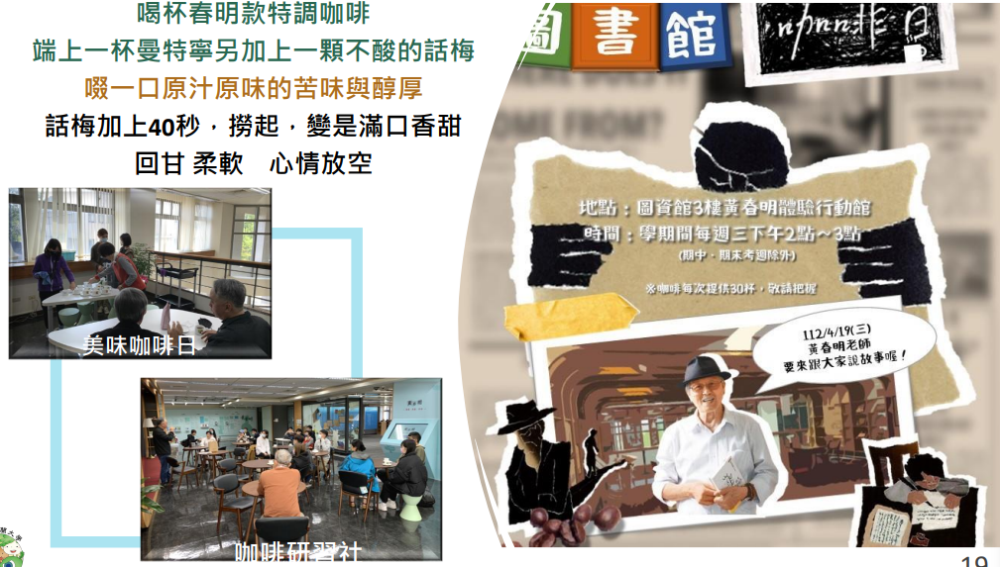 喝杯春明款特調咖啡
端上一杯曼特寧另加上一顆不酸的話梅
啜一口原汁原味的苦味與醇厚
話梅加上40秒，撈起，變是滿口香甜
回甘 柔軟　心情放空
美味咖啡日
咖啡研習社
圖書館
咖啡日
OME FROM?
地點：圖資館3樓黃春明體驗行動館
時間：學期間每週三下午2點～3點
(期中、期末考週除外)
※咖啡每次提供30杯，敬請把握
112/4/19(三)
黃春明老師
要來跟大家說故事喔！
19